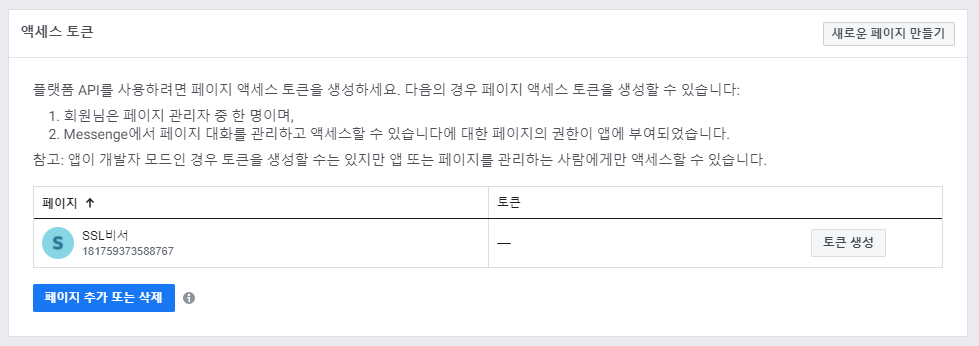 액세스 토큰
새로운 페이지 만들기
플랫폼 API를 사용하려면 페이지 액세스 토큰을 생성하세요. 다음의 경우 페이지 액세스 토큰을 생성할 수 있습니다:
1. 회원님은 페이지 관리자 중 한 명이며,
2. Messenge에서 페이지 대화를 관리하고 액세스할 수 있습니다에 대한 페이지의 권한이 앱에 부여되었습니다.
참고: 앱이 개발자 모드인 경우 토큰을 생성할 수는 있지만 앱 또는 페이지를 관리하는 사람에게만 액세스할 수 있습니다.
페이지 ↑ 토큰
S SSL비서
181759373588767
— 토큰 생성
페이지 추가 또는 삭제